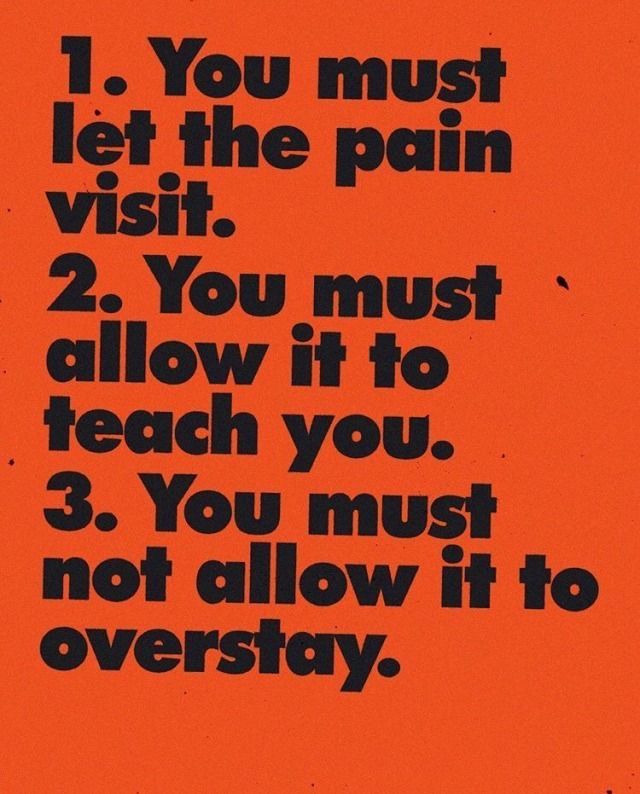 1. You must
let the pain
visit.
2. You must
allow it to
teach you.
3. You must
not allow it to
overstay.